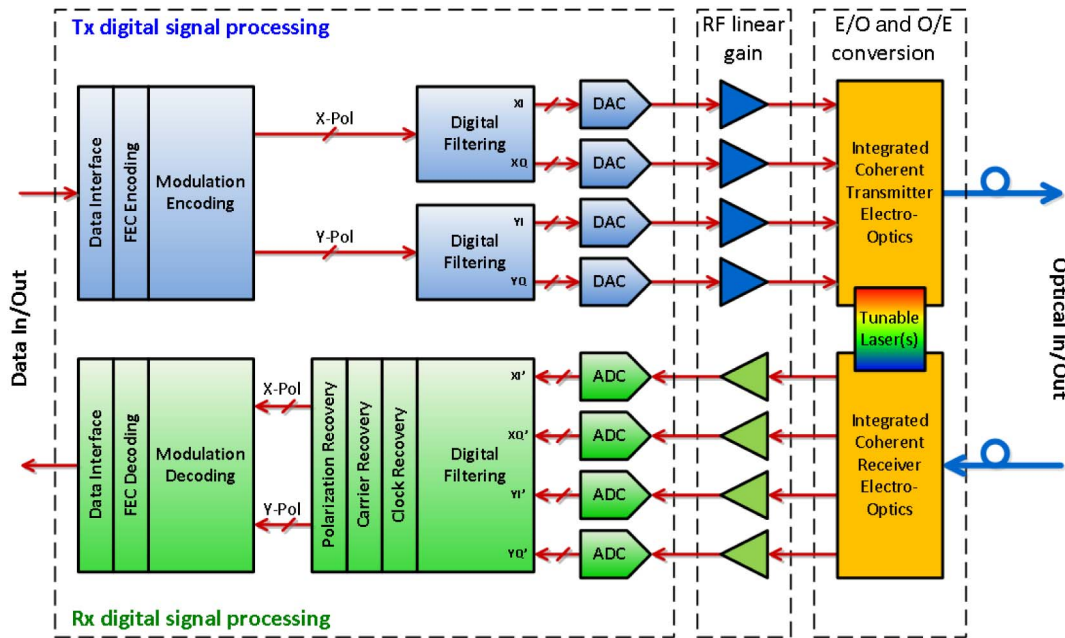 Tx digital signal processing
RF linear
gain
E/O and O/E
conversion
Data Interface
FEC Encoding
Modulation
Encoding
X-Pol
Y-Pol
Digital
Filtering
XI
XQ
Digital
Filtering
YI
YQ
DAC
DAC
DAC
DAC
Integrated
Coherent
Transmitter
Electro-
Optics
Tunable
Laser(s)
Data In/Out
Optical In/Out
Data Interface
FEC Decoding
Modulation
Decoding
X-Pol
Y-Pol
Polarization Recovery
Carrier Recovery
Clock Recovery
Digital
Filtering
XI'
XQ'
YI'
YQ'
ADC
ADC
ADC
ADC
Integrated
Coherent
Receiver
Electro-
Optics
Rx digital signal processing